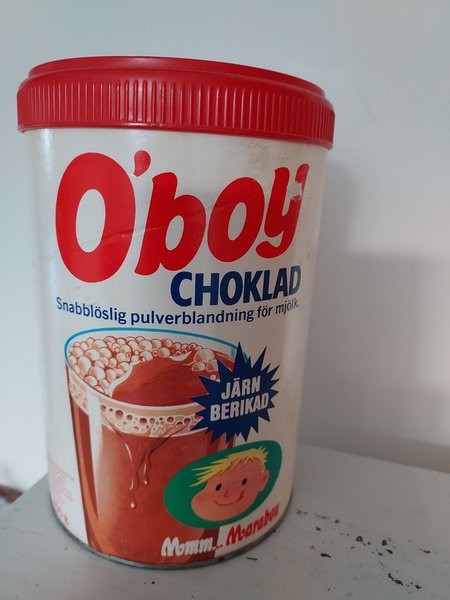 O'boy
CHOKLAD
Snabblöslig pulverblandning för mjölk.
JÄRN
BERIKAD
Mmm... Marabou